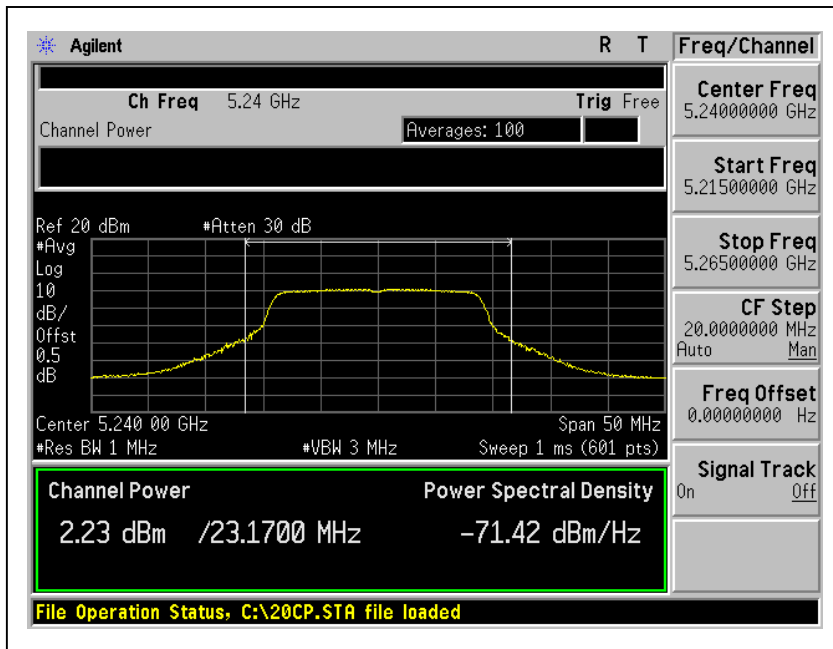 Agilent R T Freq/Channel
Ch Freq 5.24 GHz Trig Free
Channel Power Averages: 100
Center Freq
5.24000000 GHz
Start Freq
5.21500000 GHz
Stop Freq
5.26500000 GHz
CF Step
20.0000000 MHz
Auto Man
Freq Offset
0.00000000 Hz
Signal Track
On Off
Ref 20 dBm #Atten 30 dB
#Avg
Log
10
dB/
Offst
0.5
dB
Center 5.240 00 GHz Span 50 MHz
#Res BW 1 MHz #VBW 3 MHz Sweep 1 ms (601 pts)
Channel Power Power Spectral Density
2.23 dBm /23.1700 MHz -71.42 dBm/Hz
File Operation Status, C:\20CP.STA file loaded